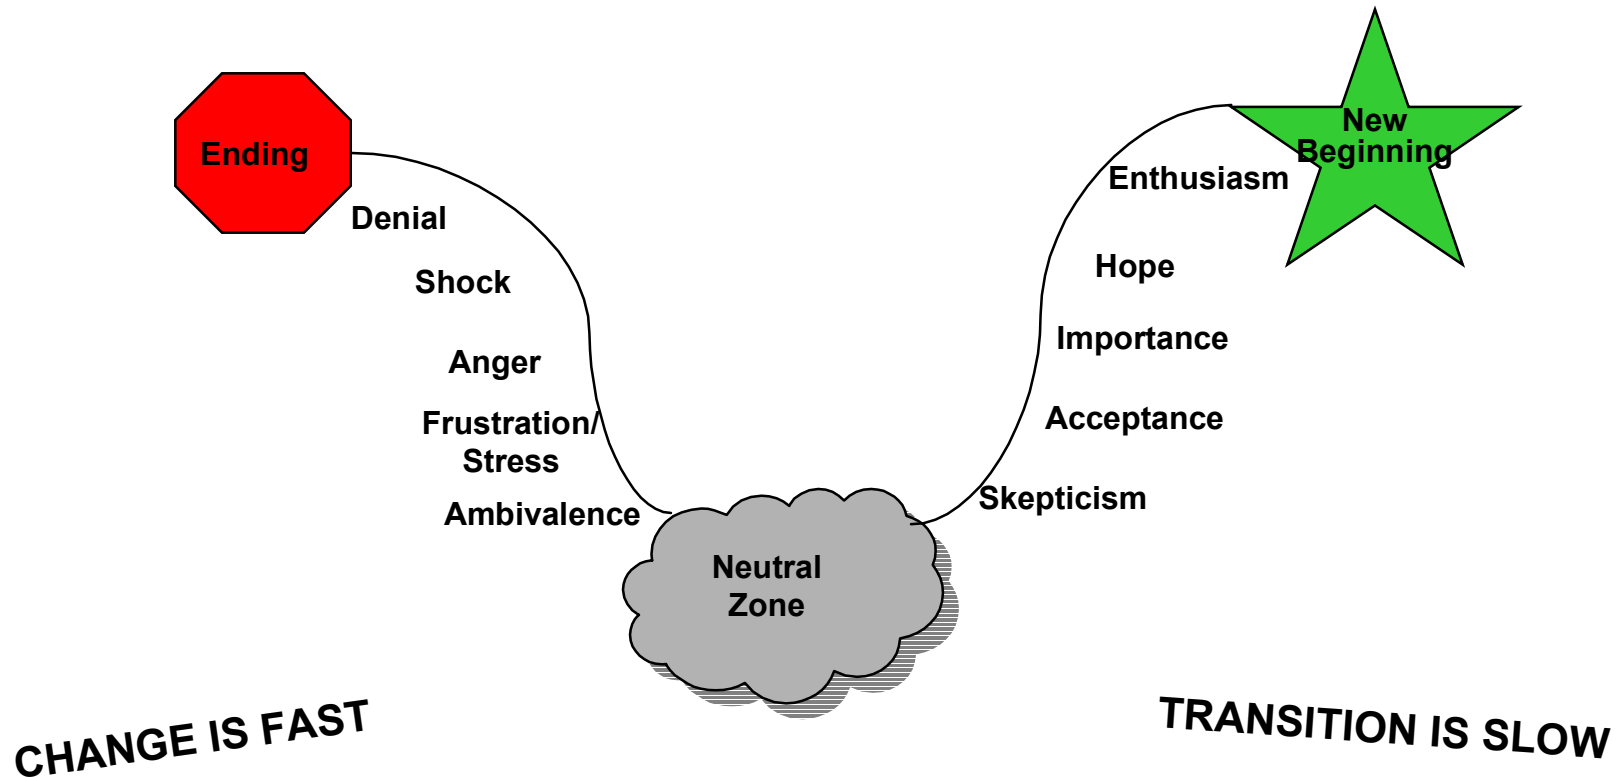 Ending
Denial
Shock
Anger
Frustration/
Stress
Ambivalence
Neutral
Zone
New
Beginning
Enthusiasm
Hope
Importance
Acceptance
Skepticism
CHANGE IS FAST
TRANSITION IS SLOW